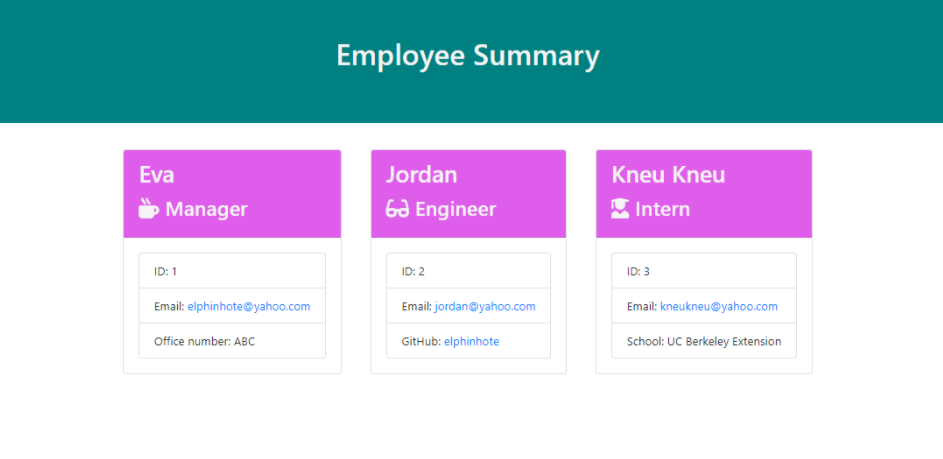 Employee Summary
Eva
Manager
ID: 1
Email: elphinhote@yahoo.com
Office number: ABC
Jordan
Engineer
ID: 2
Email: jordan@yahoo.com
GitHub: elphinhote
Kneu Kneu
Intern
ID: 3
Email: kneukneu@yahoo.com
School: UC Berkeley Extension